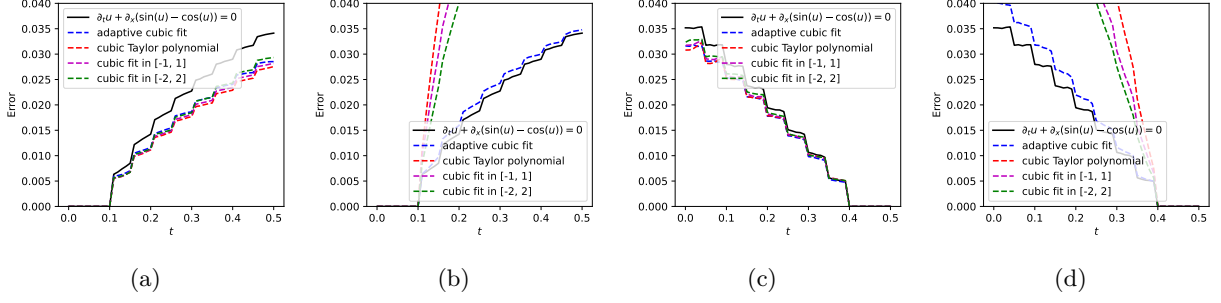 0.040
0.035
0.030
0.025
0.020
0.015
0.010
0.005
0.000
Error
0.0 0.1 0.2 0.3 0.4 0.5
t
∂ₜu + ∂ₓ(sin(u) − cos(u)) = 0
adaptive cubic fit
cubic Taylor polynomial
cubic fit in [-1, 1]
cubic fit in [-2, 2]
(a)
0.040
0.035
0.030
0.025
0.020
0.015
0.010
0.005
0.000
Error
0.0 0.1 0.2 0.3 0.4 0.5
t
∂ₜu + ∂ₓ(sin(u) − cos(u)) = 0
adaptive cubic fit
cubic Taylor polynomial
cubic fit in [-1, 1]
cubic fit in [-2, 2]
(b)
0.040
0.035
0.030
0.025
0.020
0.015
0.010
0.005
0.000
Error
0.0 0.1 0.2 0.3 0.4 0.5
t
∂ₜu + ∂ₓ(sin(u) − cos(u)) = 0
adaptive cubic fit
cubic Taylor polynomial
cubic fit in [-1, 1]
cubic fit in [-2, 2]
(c)
0.040
0.035
0.030
0.025
0.020
0.015
0.010
0.005
0.000
Error
0.0 0.1 0.2 0.3 0.4 0.5
t
∂ₜu + ∂ₓ(sin(u) − cos(u)) = 0
adaptive cubic fit
cubic Taylor polynomial
cubic fit in [-1, 1]
cubic fit in [-2, 2]
(d)